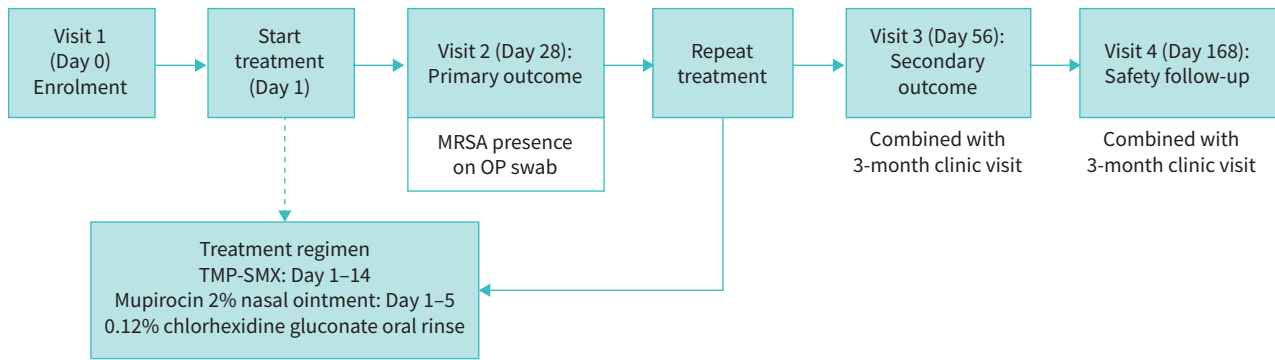 Visit 1
(Day 0)
Enrolment
Start
treatment
(Day 1)
Visit 2 (Day 28):
Primary outcome
MRSA presence
on OP swab
Repeat
treatment
Visit 3 (Day 56):
Secondary
outcome
Combined with
3-month clinic visit
Visit 4 (Day 168):
Safety follow-up
Combined with
3-month clinic visit
Treatment regimen
TMP-SMX: Day 1–14
Mupirocin 2% nasal ointment: Day 1–5
0.12% chlorhexidine gluconate oral rinse